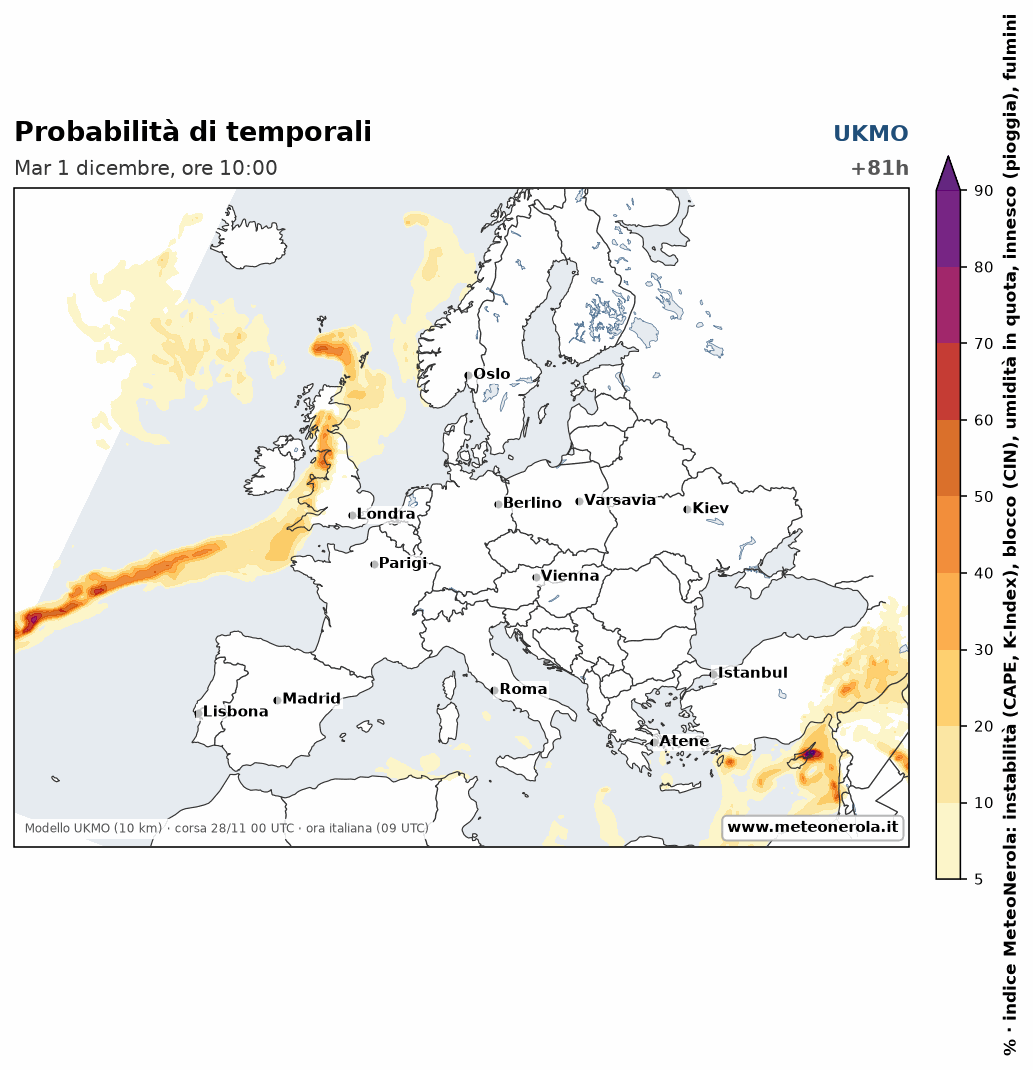 Probabilità di temporali
UKMO
Mar 1 dicembre, ore 10:00
+81h
Oslo
Londra
Berlino
Varsavia
Kiev
Parigi
Vienna
Istanbul
Madrid
Roma
Lisbona
Atene
Modello UKMO (10 km) · corsa 28/11 00 UTC · ora italiana (09 UTC)
www.meteonerola.it
90
80
70
60
50
40
30
20
10
5
% · indice MeteoNerola: instabilità (CAPE, K-Index), blocco (CIN), umidità in quota, innesco (pioggia), fulmini